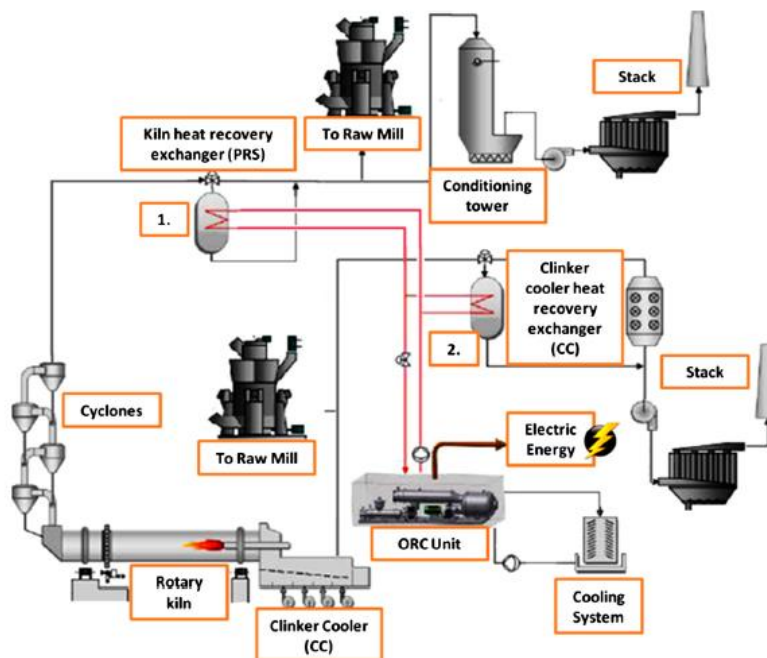 Stack
To Raw Mill
Kiln heat recovery
exchanger (PRS)
Conditioning
tower
1.
Clinker
cooler heat
recovery
exchanger
(CC)
2.
Stack
Cyclones
To Raw Mill
Electric
Energy
ORC Unit
Rotary
kiln
Cooling
System
Clinker Cooler
(CC)